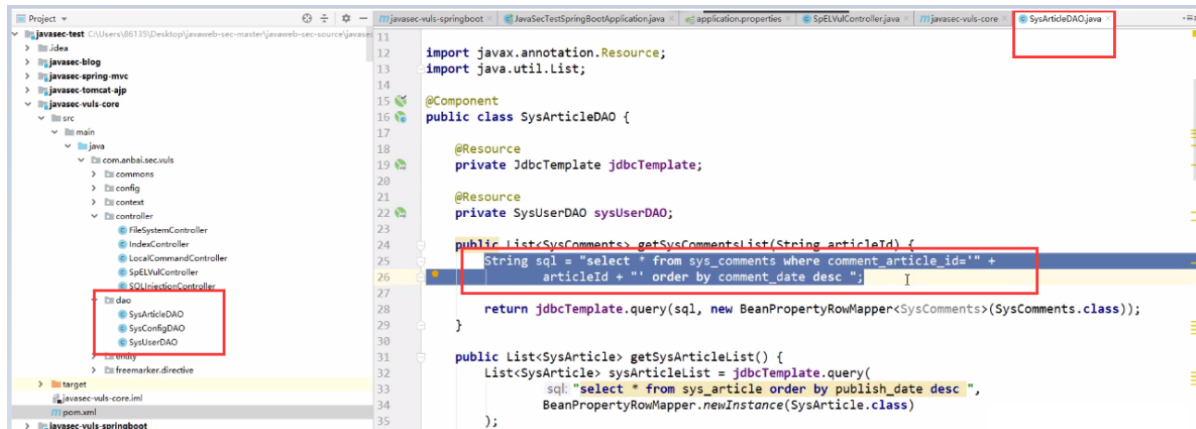 Project
javasec-vuls-springboot
JavaSecTestSpringBootApplication.java
application.properties
SpELVulController.java
javasec-vuls-core
SysArticleDAO.java
javasec-test C:\Users\86135\Desktop\javaweb-sec-master\javaweb-sec-source\javasec
.idea
javasec-blog
javasec-spring-mvc
javasec-tomcat-ajp
javasec-vuls-core
src
main
java
com.anbai.sec.vuls
commons
config
context
controller
FileSystemController
IndexController
LocalCommandController
SpELVulController
SQLInjectionController
dao
SysArticleDAO
SysConfigDAO
SysUserDAO
entity
freemarker.directive
target
javasec-vuls-core.iml
pom.xml
javasec-vuls-springboot
11
12 import javax.annotation.Resource;
13 import java.util.List;
14
15 @Component
16 public class SysArticleDAO {
17
18 @Resource
19 private JdbcTemplate jdbcTemplate;
20
21 @Resource
22 private SysUserDAO sysUserDAO;
23
24 public List<SysComments> getSysCommentsList(String articleId) {
25 String sql = "select * from sys_comments where comment_article_id='" +
26 articleId + "' order by comment_date desc ";
27
28 return jdbcTemplate.query(sql, new BeanPropertyRowMapper<SysComments>(SysComments.class));
29 }
30
31 public List<SysArticle> getSysArticleList() {
32 List<SysArticle> sysArticleList = jdbcTemplate.query(
33 sql: "select * from sys_article order by publish_date desc ",
34 BeanPropertyRowMapper.newInstance(SysArticle.class)
35 );